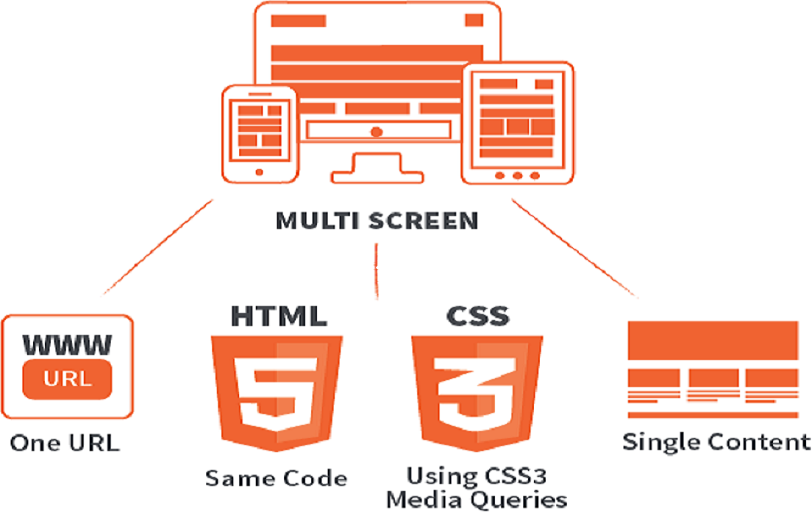 MULTI SCREEN
WWW
URL
One URL
HTML
5
Same Code
CSS
3
Using CSS3
Media Queries
Single Content